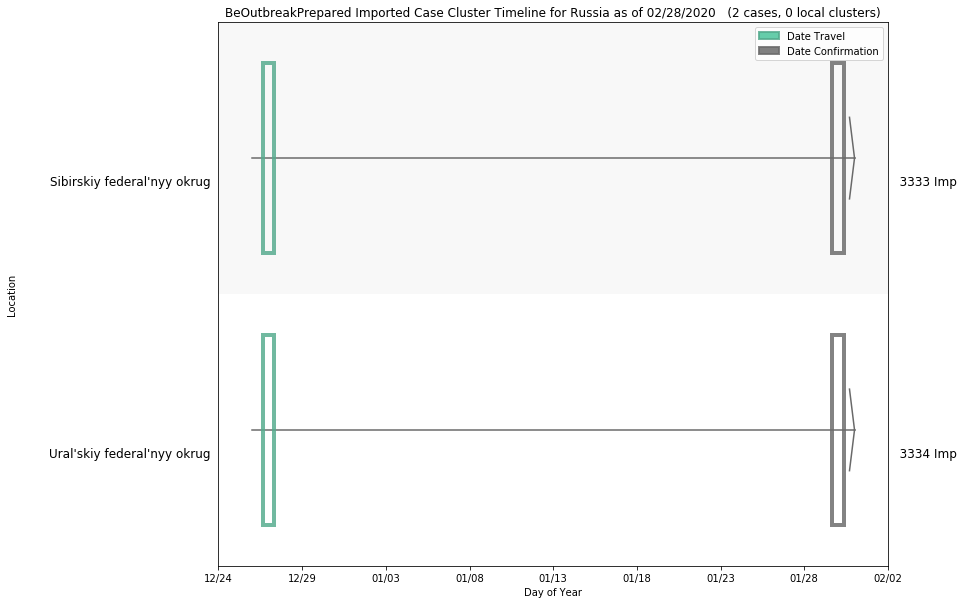 BeOutbreakPrepared Imported Case Cluster Timeline for Russia as of 02/28/2020   (2 cases, 0 local clusters)
Date Travel
Date Confirmation
Sibirskiy federal'nyy okrug
3333 Imp
Location
Ural'skiy federal'nyy okrug
3334 Imp
12/24 12/29 01/03 01/08 01/13 01/18 01/23 01/28 02/02
Day of Year